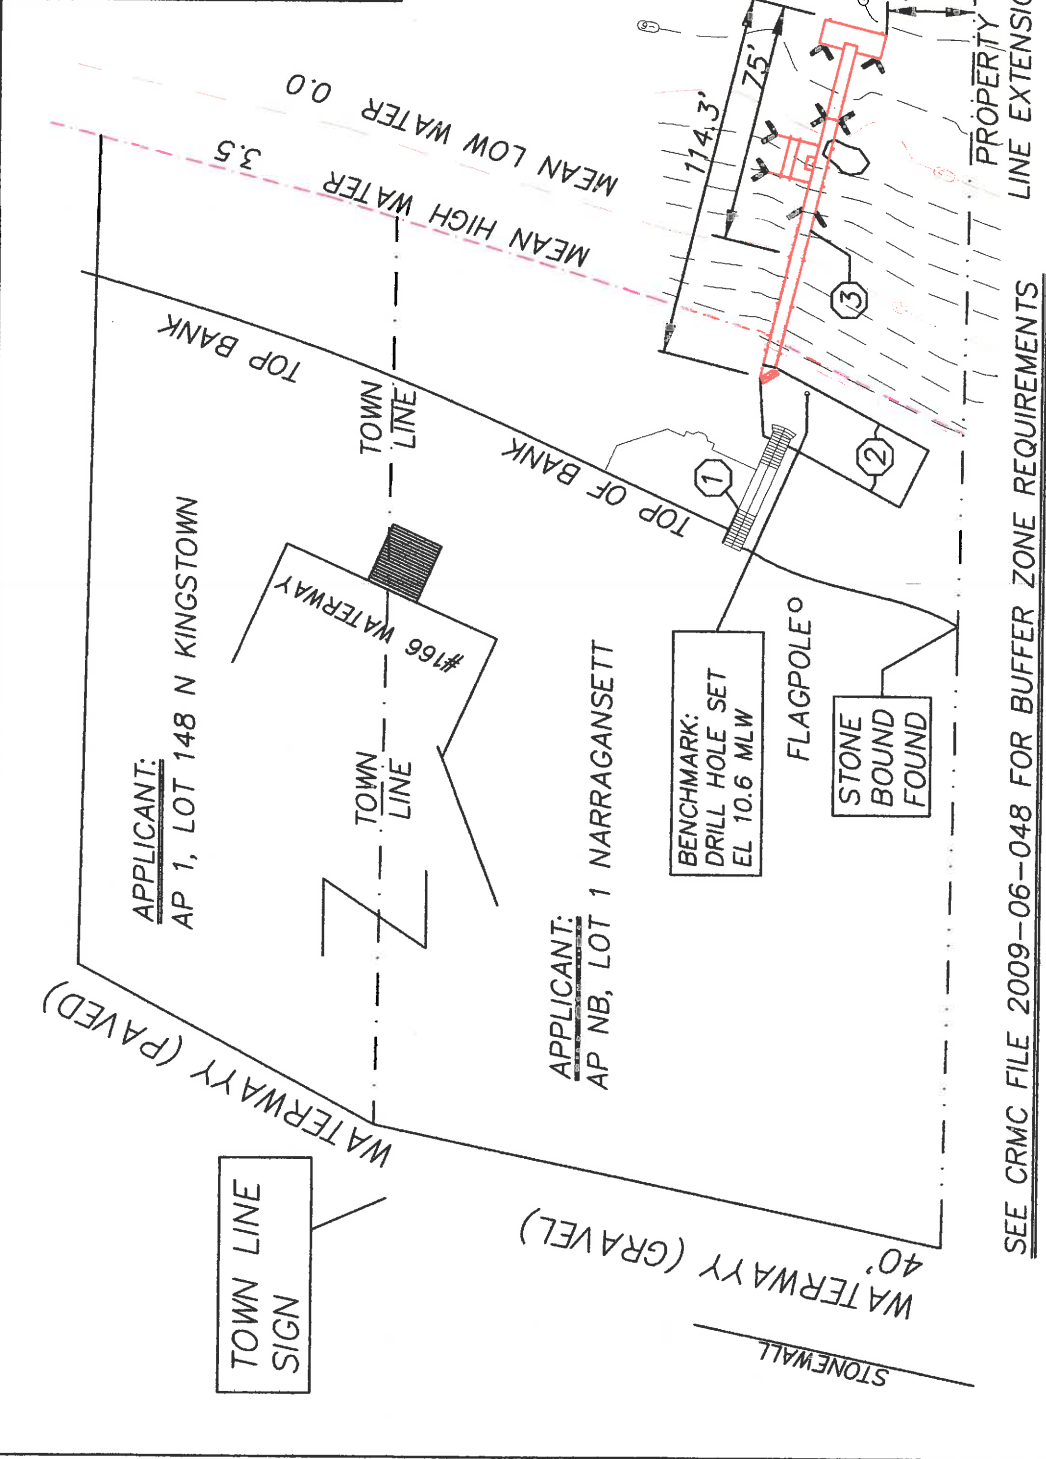 TOWN LINE
SIGN
WATERWAYY (PAVED)
WATERWAYY (GRAVEL)
40'
STONEWALL
APPLICANT:
AP 1, LOT 148 N KINGSTOWN
TOWN
LINE
APPLICANT:
AP NB, LOT 1 NARRAGANSETT
#166 WATERWAY
TOWN
LINE
TOP BANK
TOP OF BANK
MEAN HIGH WATER
3.5
MEAN LOW WATER 0.0
BENCHMARK:
DRILL HOLE SET
EL 10.6 MLW
FLAGPOLE
STONE
BOUND
FOUND
1
2
3
114.3'
75'
PROPERTY
LINE EXTENSIO
SEE CRMC FILE 2009-06-048 FOR BUFFER ZONE REQUIREMENTS